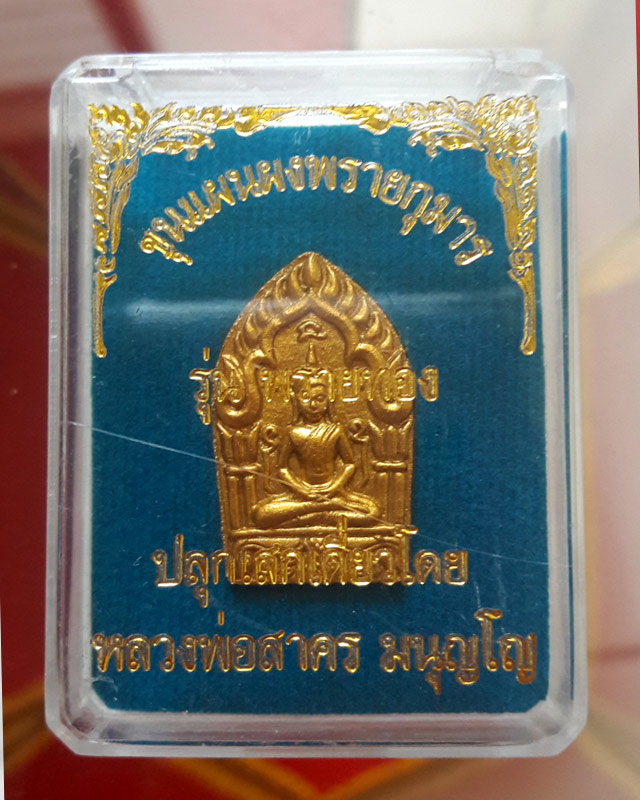 ขุนแผนผงพรายกุมาร
รุ่น พรายทอง
ปลุกเสกเดี่ยวโดย
หลวงพ่อสาคร มนุญโญ